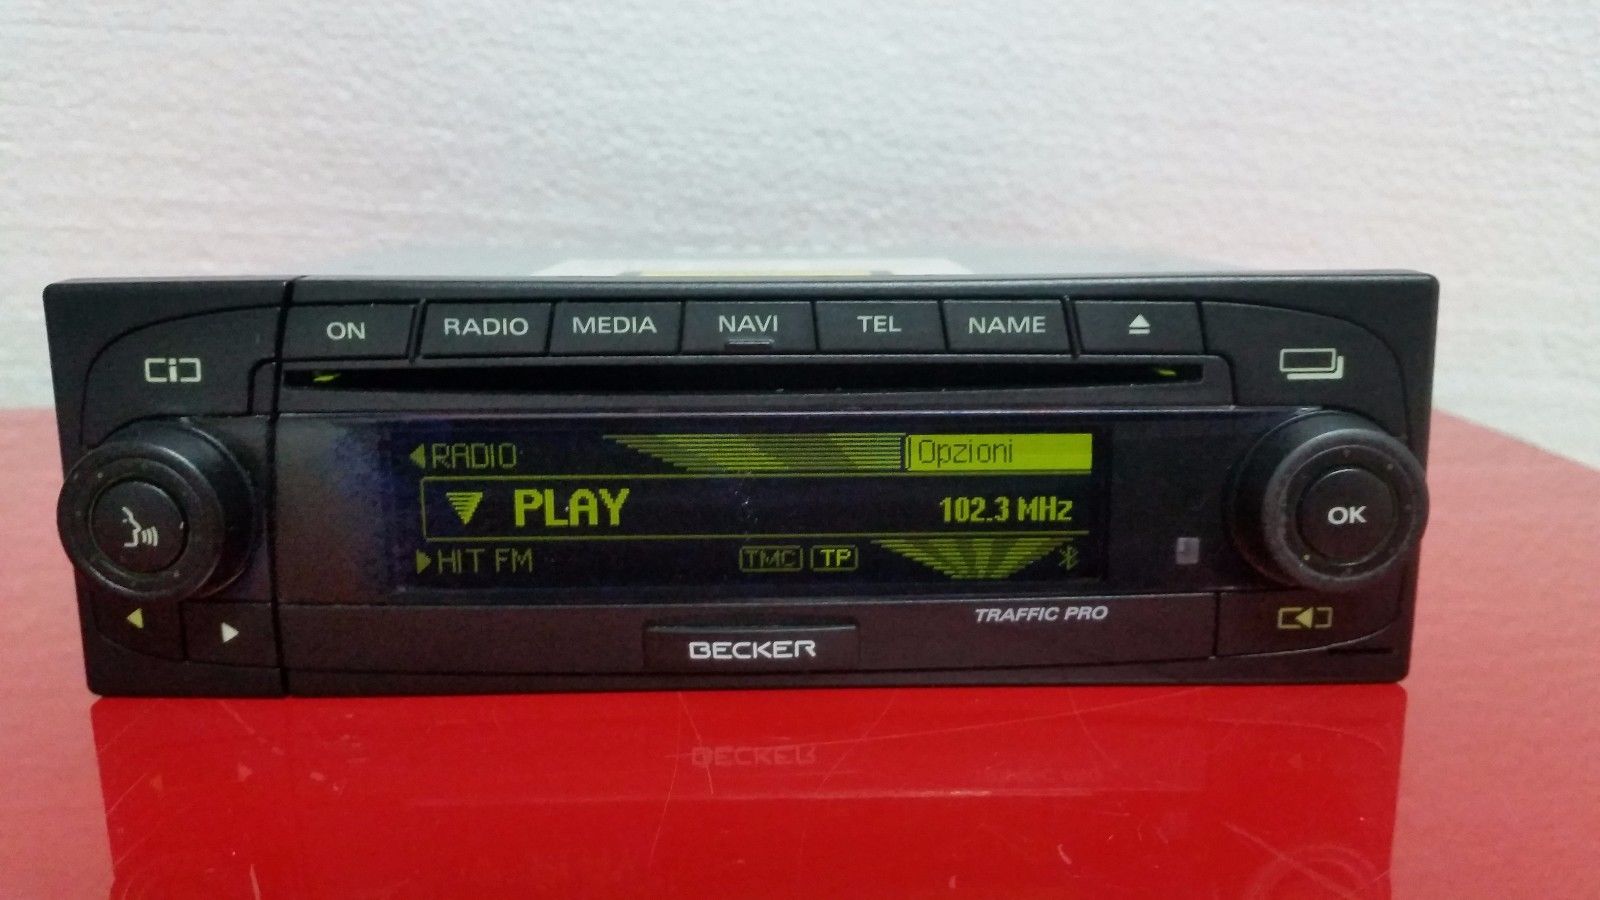 ON RADIO MEDIA NAVI TEL NAME
i
RADIO Opzioni
PLAY 102.3 MHz
OK
HIT FM TMC TP
TRAFFIC PRO
BECKER
BECKER